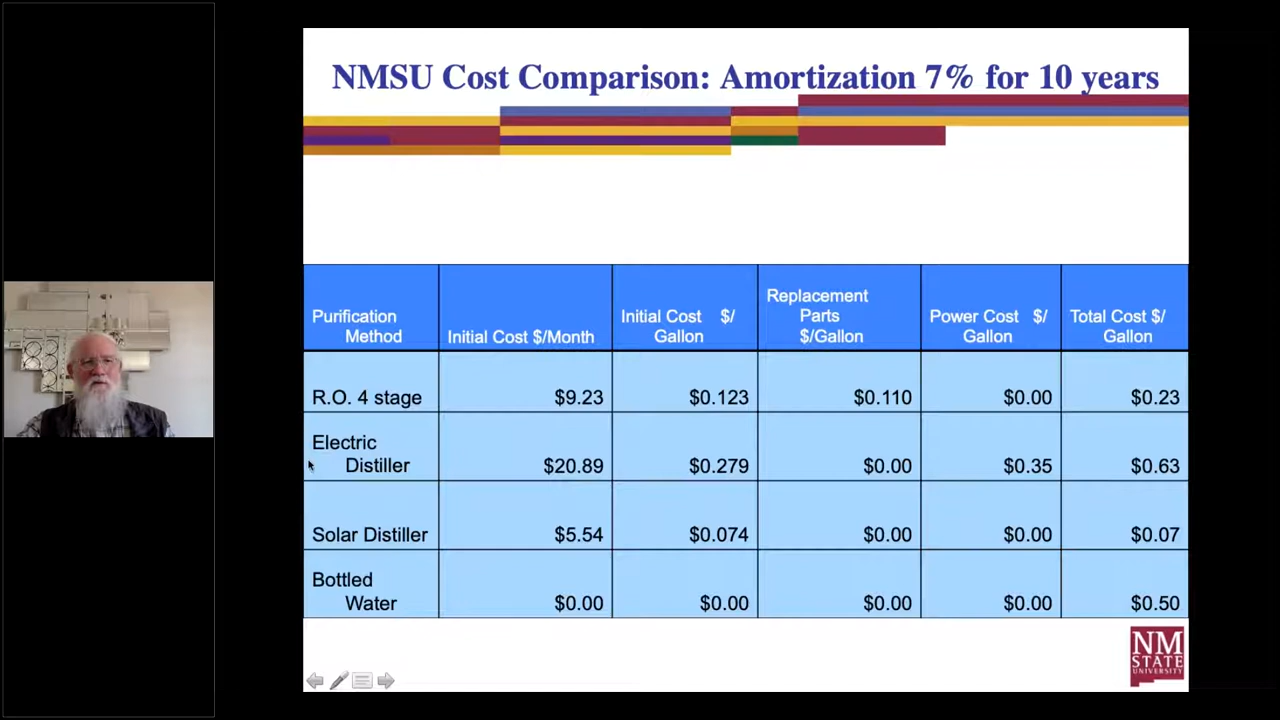 NMSU Cost Comparison: Amortization 7% for 10 years
Purification
Method
Initial Cost $/Month
Initial Cost $/
Gallon
Replacement
Parts
$/Gallon
Power Cost $/
Gallon
Total Cost $/
Gallon
R.O. 4 stage
$9.23
$0.123
$0.110
$0.00
$0.23
Electric
Distiller
$20.89
$0.279
$0.00
$0.35
$0.63
Solar Distiller
$5.54
$0.074
$0.00
$0.00
$0.07
Bottled
Water
$0.00
$0.00
$0.00
$0.00
$0.50
NM
STATE
UNIVERSITY